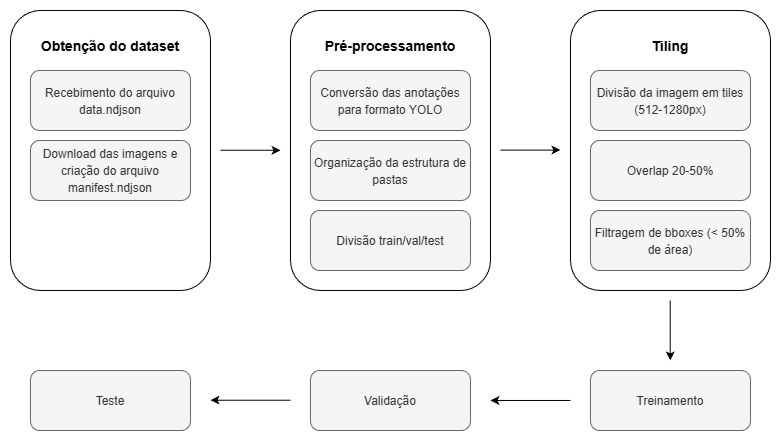 Obtenção do dataset
Recebimento do arquivo
data.ndjson
Download das imagens e
criação do arquivo
manifest.ndjson
Pré-processamento
Conversão das anotações
para formato YOLO
Organização da estrutura de
pastas
Divisão train/val/test
Tiling
Divisão da imagem em tiles
(512-1280px)
Overlap 20-50%
Filtragem de bboxes (< 50%
de área)
Treinamento
Validação
Teste